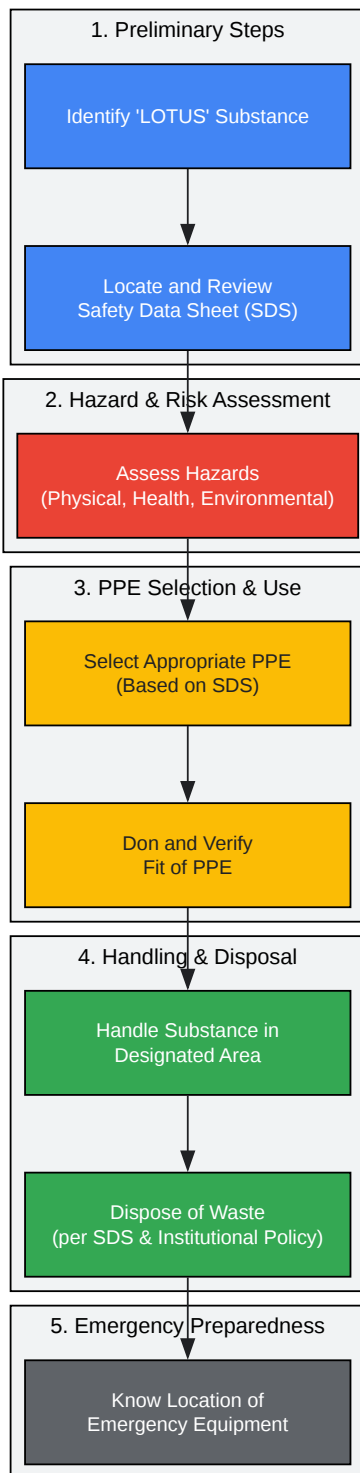 1. Preliminary Steps
Identify 'LOTUS' Substance
Locate and Review
Safety Data Sheet (SDS)
2. Hazard & Risk Assessment
Assess Hazards
(Physical, Health, Environmental)
3. PPE Selection & Use
Select Appropriate PPE
(Based on SDS)
Don and Verify
Fit of PPE
4. Handling & Disposal
Handle Substance in
Designated Area
Dispose of Waste
(per SDS & Institutional Policy)
5. Emergency Preparedness
Know Location of
Emergency Equipment